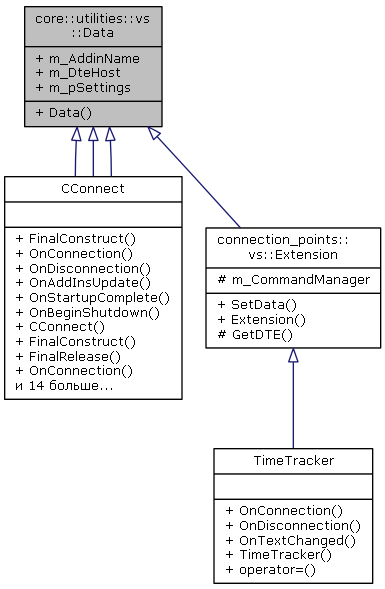 core::utilities::vs
::Data
+ m_AddinName
+ m_DteHost
+ m_pSettings
+ Data()
CConnect
+ FinalConstruct()
+ OnConnection()
+ OnDisconnection()
+ OnAddInsUpdate()
+ OnStartupComplete()
+ OnBeginShutdown()
+ CConnect()
+ FinalConstruct()
+ FinalRelease()
+ OnConnection()
и 14 больше...
connection_points::
vs::Extension
# m_CommandManager
+ SetData()
+ Extension()
# GetDTE()
TimeTracker
+ OnConnection()
+ OnDisconnection()
+ OnTextChanged()
+ TimeTracker()
+ operator=()